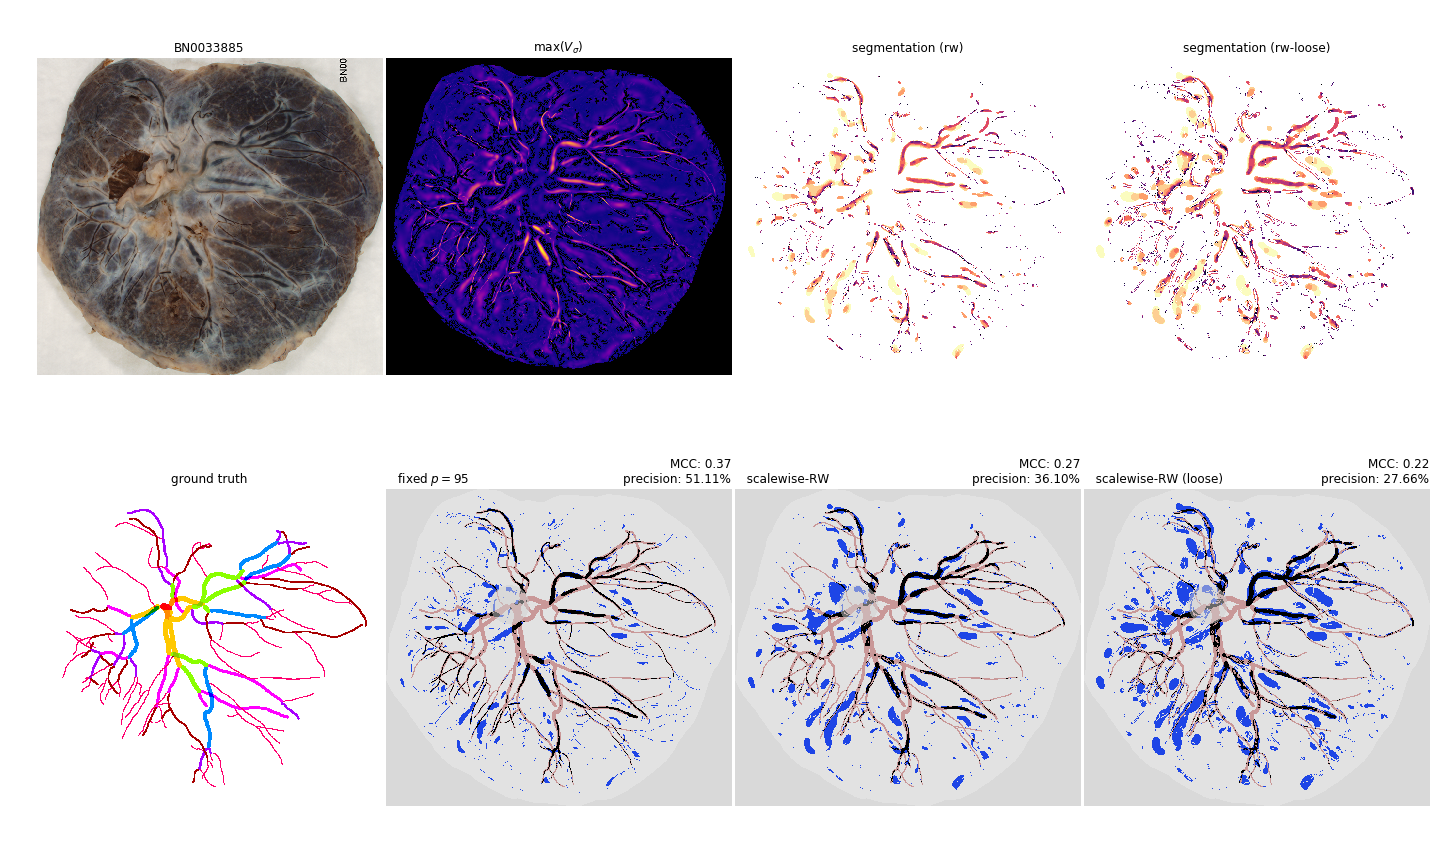 BN0033885
max(V_σ)
segmentation (rw)
segmentation (rw-loose)
BN00
ground truth
fixed p = 95
MCC: 0.37
precision: 51.11%
scalewise-RW
MCC: 0.27
precision: 36.10%
scalewise-RW (loose)
MCC: 0.22
precision: 27.66%